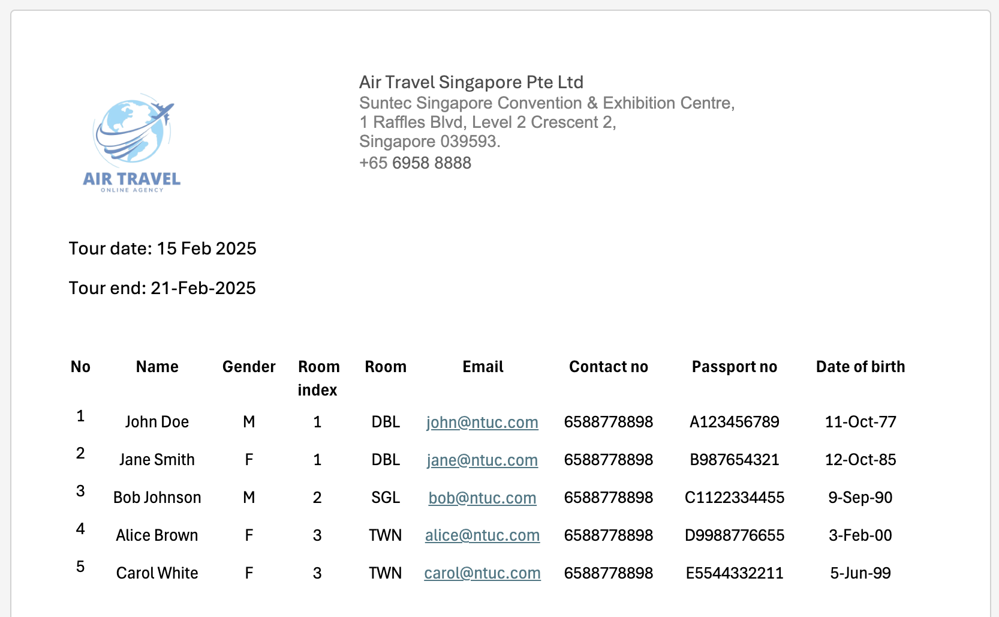 AIR TRAVEL
ONLINE AGENCY
Air Travel Singapore Pte Ltd
Suntec Singapore Convention & Exhibition Centre,
1 Raffles Blvd, Level 2 Crescent 2,
Singapore 039593.
+65 6958 8888
Tour date: 15 Feb 2025
Tour end: 21-Feb-2025
No Name Gender Room index Room Email Contact no Passport no Date of birth
1 John Doe M 1 DBL john@ntuc.com 6588778898 A123456789 11-Oct-77
2 Jane Smith F 1 DBL jane@ntuc.com 6588778898 B987654321 12-Oct-85
3 Bob Johnson M 2 SGL bob@ntuc.com 6588778898 C1122334455 9-Sep-90
4 Alice Brown F 3 TWN alice@ntuc.com 6588778898 D9988776655 3-Feb-00
5 Carol White F 3 TWN carol@ntuc.com 6588778898 E5544332211 5-Jun-99